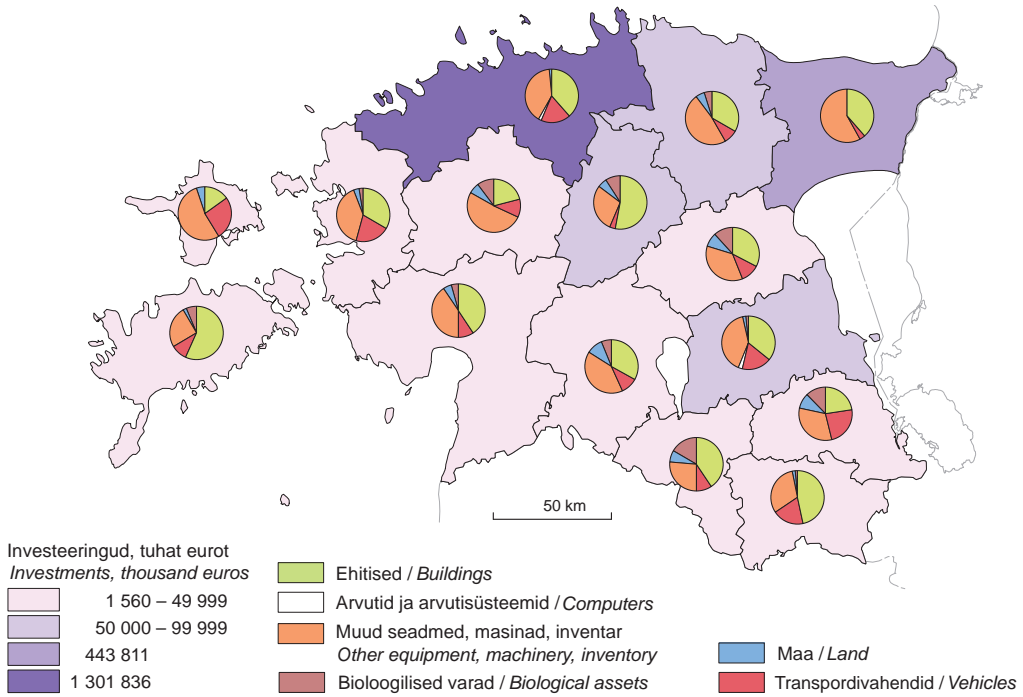 50 km
Investeeringud, tuhat eurot
Investments, thousand euros
1 560 – 49 999
50 000 – 99 999
443 811
1 301 836
Ehitised / Buildings
Arvutid ja arvutisüsteemid / Computers
Muud seadmed, masinad, inventar
Other equipment, machinery, inventory
Bioloogilised varad / Biological assets
Maa / Land
Transpordivahendid / Vehicles